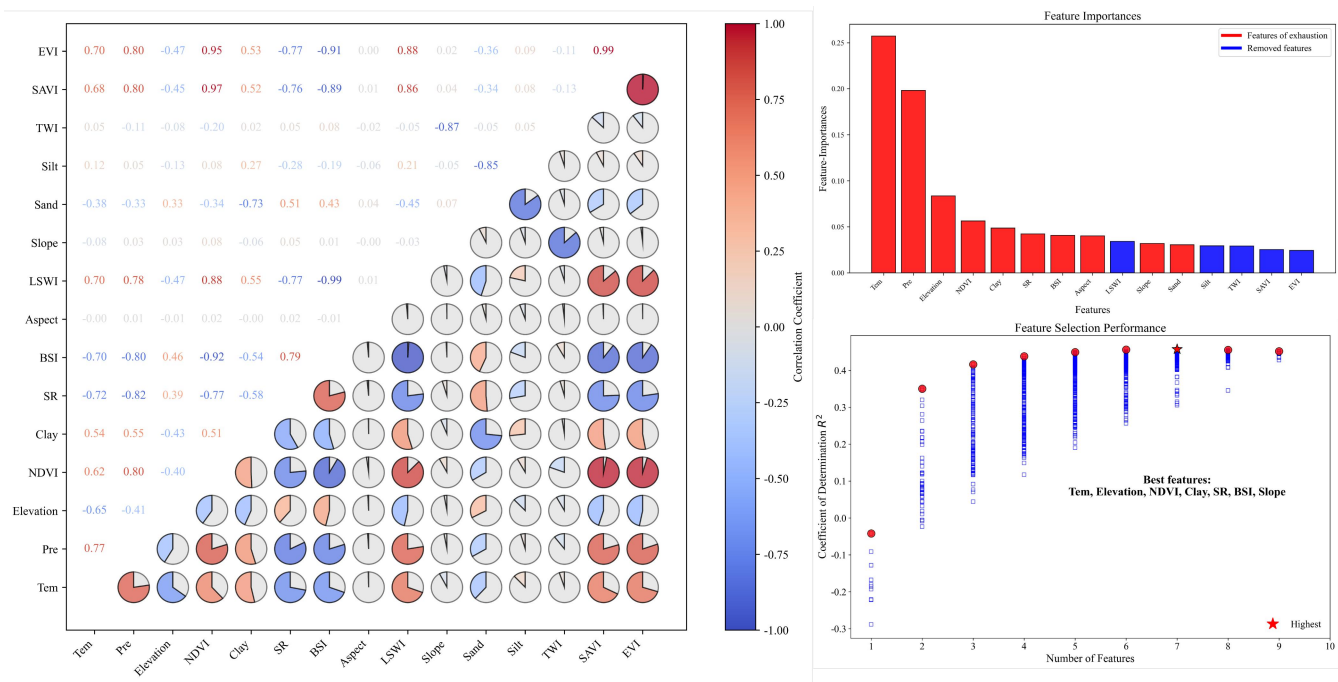 EVI 0.70 0.80 -0.47 0.95 0.53 -0.77 -0.91 0.00 0.88 0.02 -0.36 0.09 -0.11 0.99
SAVI 0.68 0.80 -0.45 0.97 0.52 -0.76 -0.89 0.01 0.86 0.04 -0.34 0.08 -0.13
TWI 0.05 -0.11 -0.08 -0.20 0.02 0.05 0.08 -0.02 -0.05 -0.87 -0.05 0.05
Silt 0.12 0.05 -0.13 0.08 0.27 -0.28 -0.19 -0.06 0.21 -0.05 -0.85
Sand -0.38 -0.33 0.33 -0.34 -0.73 0.51 0.43 0.04 -0.45 0.07
Slope -0.08 0.03 0.03 0.08 -0.06 0.05 0.01 -0.00 -0.03
LSWI 0.70 0.78 -0.47 0.88 0.55 -0.77 -0.99 0.01
Aspect -0.00 0.01 -0.01 0.02 -0.00 0.02 -0.01
BSI -0.70 -0.80 0.46 -0.92 -0.54 0.79
SR -0.72 -0.82 0.39 -0.77 -0.58
Clay 0.54 0.55 -0.43 0.51
NDVI 0.62 0.80 -0.40
Elevation -0.65 -0.41
Pre 0.77
Tem
Tem Pre Elevation NDVI Clay SR BSI Aspect LSWI Slope Sand Silt TWI SAVI EVI
1.00
0.75
0.50
0.25
0.00
-0.25
-0.50
-0.75
-1.00
Correlation Coefficient
Feature Importances
Features of exhaustion
Removed features
0.25
0.20
0.15
0.10
0.05
0.00
Feature-Importances
Tem Pre Elevation NDVI Clay SR BSI Aspect LSWI Slope Sand Silt TWI SAVI EVI
Features
Feature Selection Performance
0.4
0.3
0.2
0.1
0.0
-0.1
-0.2
-0.3
Coefficient of Determination R²
Best features:
Tem, Elevation, NDVI, Clay, SR, BSI, Slope
Highest
1 2 3 4 5 6 7 8 9 10
Number of Features